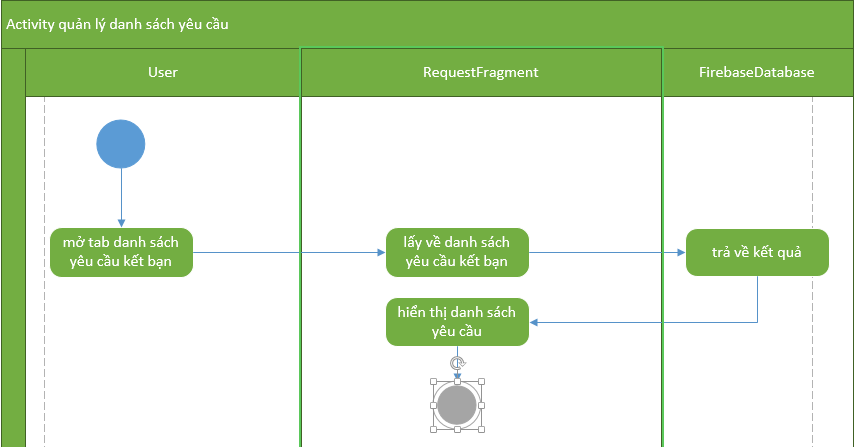 Activity quản lý danh sách yêu cầu
User
RequestFragment
FirebaseDatabase
mở tab danh sách
yêu cầu kết bạn
lấy về danh sách
yêu cầu kết bạn
trả về kết quả
hiển thị danh sách
yêu cầu